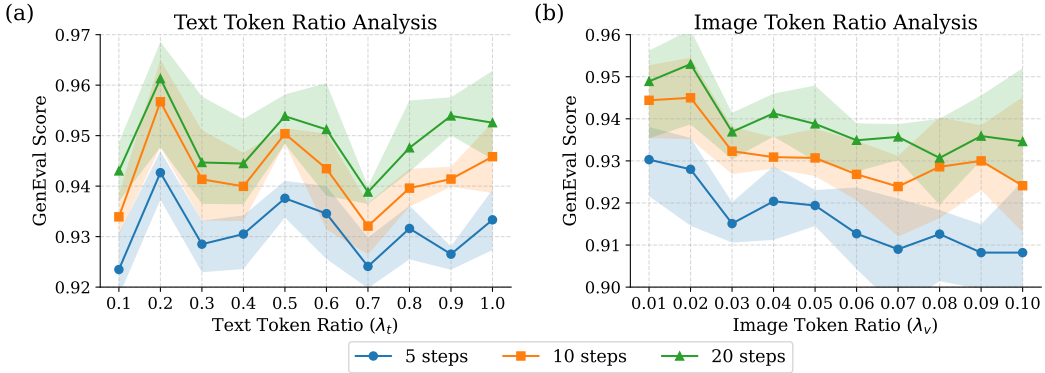 (a)
Text Token Ratio Analysis
GenEval Score
0.97
0.96
0.95
0.94
0.93
0.92
0.1 0.2 0.3 0.4 0.5 0.6 0.7 0.8 0.9 1.0
Text Token Ratio (λt)
(b)
Image Token Ratio Analysis
GenEval Score
0.96
0.95
0.94
0.93
0.92
0.91
0.90
0.01 0.02 0.03 0.04 0.05 0.06 0.07 0.08 0.09 0.10
Image Token Ratio (λv)
5 steps 10 steps 20 steps